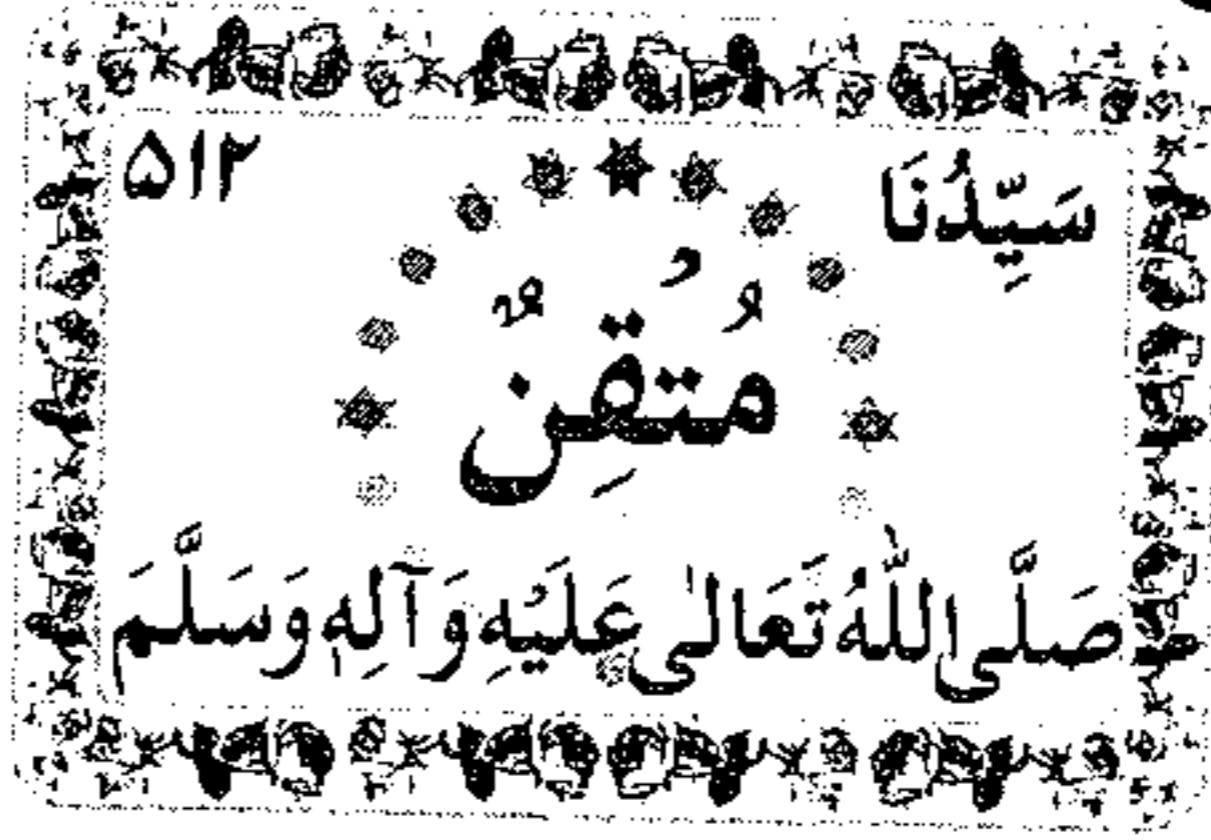 سَيِّدُنَا ۵۱۲
مُتْقِنٌ
صَلَّى اللّٰهُ تَعَالٰى عَلَيْهِ وَآلِهٖ وَسَلَّمَ